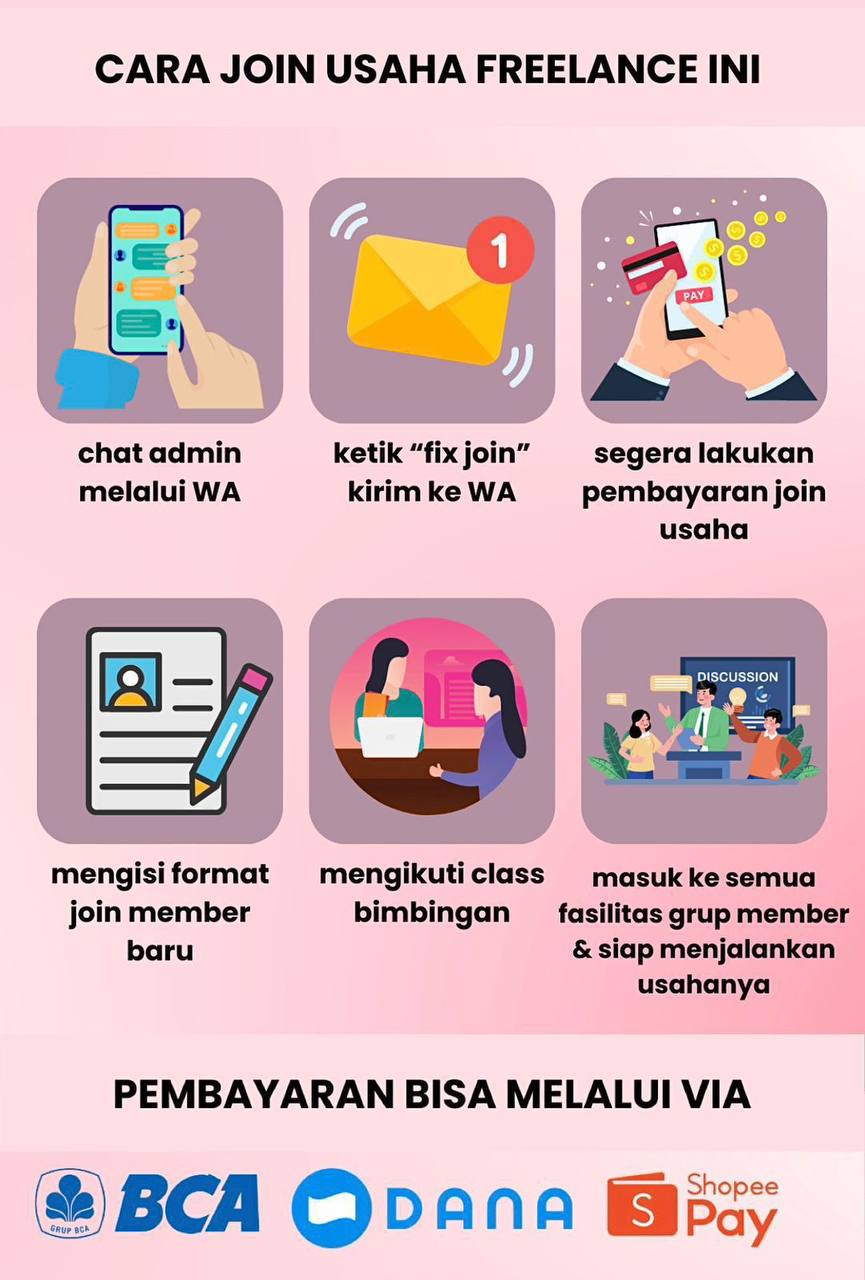 CARA JOIN USAHA FREELANCE INI
1
PAY
chat admin
melalui WA
ketik “fix join”
kirim ke WA
segera lakukan
pembayaran join
usaha
DISCUSSION
mengisi format
join member
baru
mengikuti class
bimbingan
masuk ke semua
fasilitas grup member
& siap menjalankan
usahanya
PEMBAYARAN BISA MELALUI VIA
GRUP BCA
BCA
DANA
S
Shopee
Pay